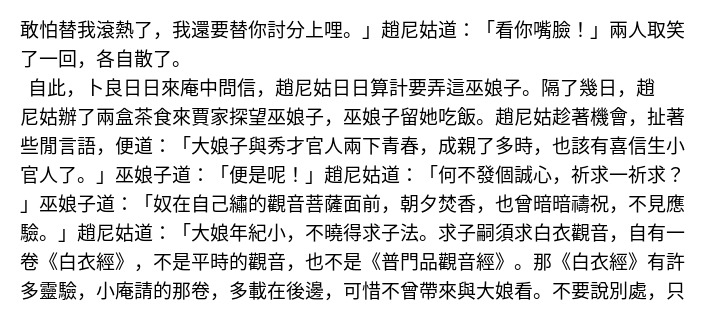 敢怕替我滾熱了，我還要替你討分上哩。」趙尼姑道：「看你嘴臉！」兩人取笑
了一回，各自散了。
自此，卜良日日來庵中問信，趙尼姑日日算計要弄這巫娘子。隔了幾日，趙
尼姑辦了兩盒茶食來賈家探望巫娘子，巫娘子留她吃飯。趙尼姑趁著機會，扯著
些閒言語，便道：「大娘子與秀才官人兩下青春，成親了多時，也該有喜信生小
官人了。」巫娘子道：「便是呢！」趙尼姑道：「何不發個誠心，祈求一祈求？
」巫娘子道：「奴在自己繡的觀音菩薩面前，朝夕焚香，也曾暗暗禱祝，不見應
驗。」趙尼姑道：「大娘年紀小，不曉得求子法。求子嗣須求白衣觀音，自有一
卷《白衣經》，不是平時的觀音，也不是《普門品觀音經》。那《白衣經》有許
多靈驗，小庵請的那卷，多載在後邊，可惜不曾帶來與大娘看。不要說別處，只